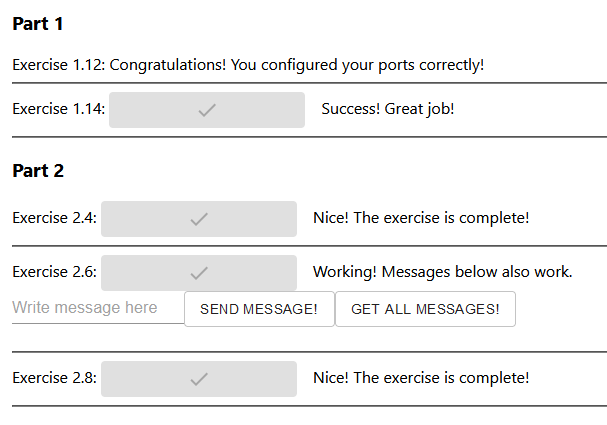 Part 1
Exercise 1.12: Congratulations! You configured your ports correctly!
Exercise 1.14: Success! Great job!
Part 2
Exercise 2.4: Nice! The exercise is complete!
Exercise 2.6: Working! Messages below also work.
Write message here SEND MESSAGE! GET ALL MESSAGES!
Exercise 2.8: Nice! The exercise is complete!